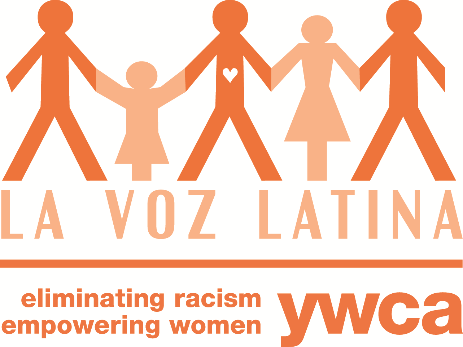 LA VOZ LATINA
eliminating racism
empowering women
ywca